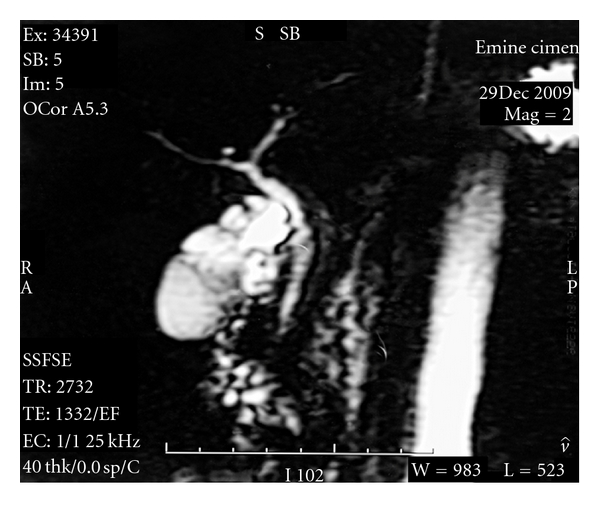 Ex: 34391
SB: 5
Im: 5
OCor A5.3
S SB
Emine cimen
29Dec 2009
Mag = 2
R
A
L
P
SSFSE
TR: 2732
TE: 1332/EF
EC: 1/1 25 kHz
40 thk/0.0 sp/C
I 102
v̂
W = 983 L = 523